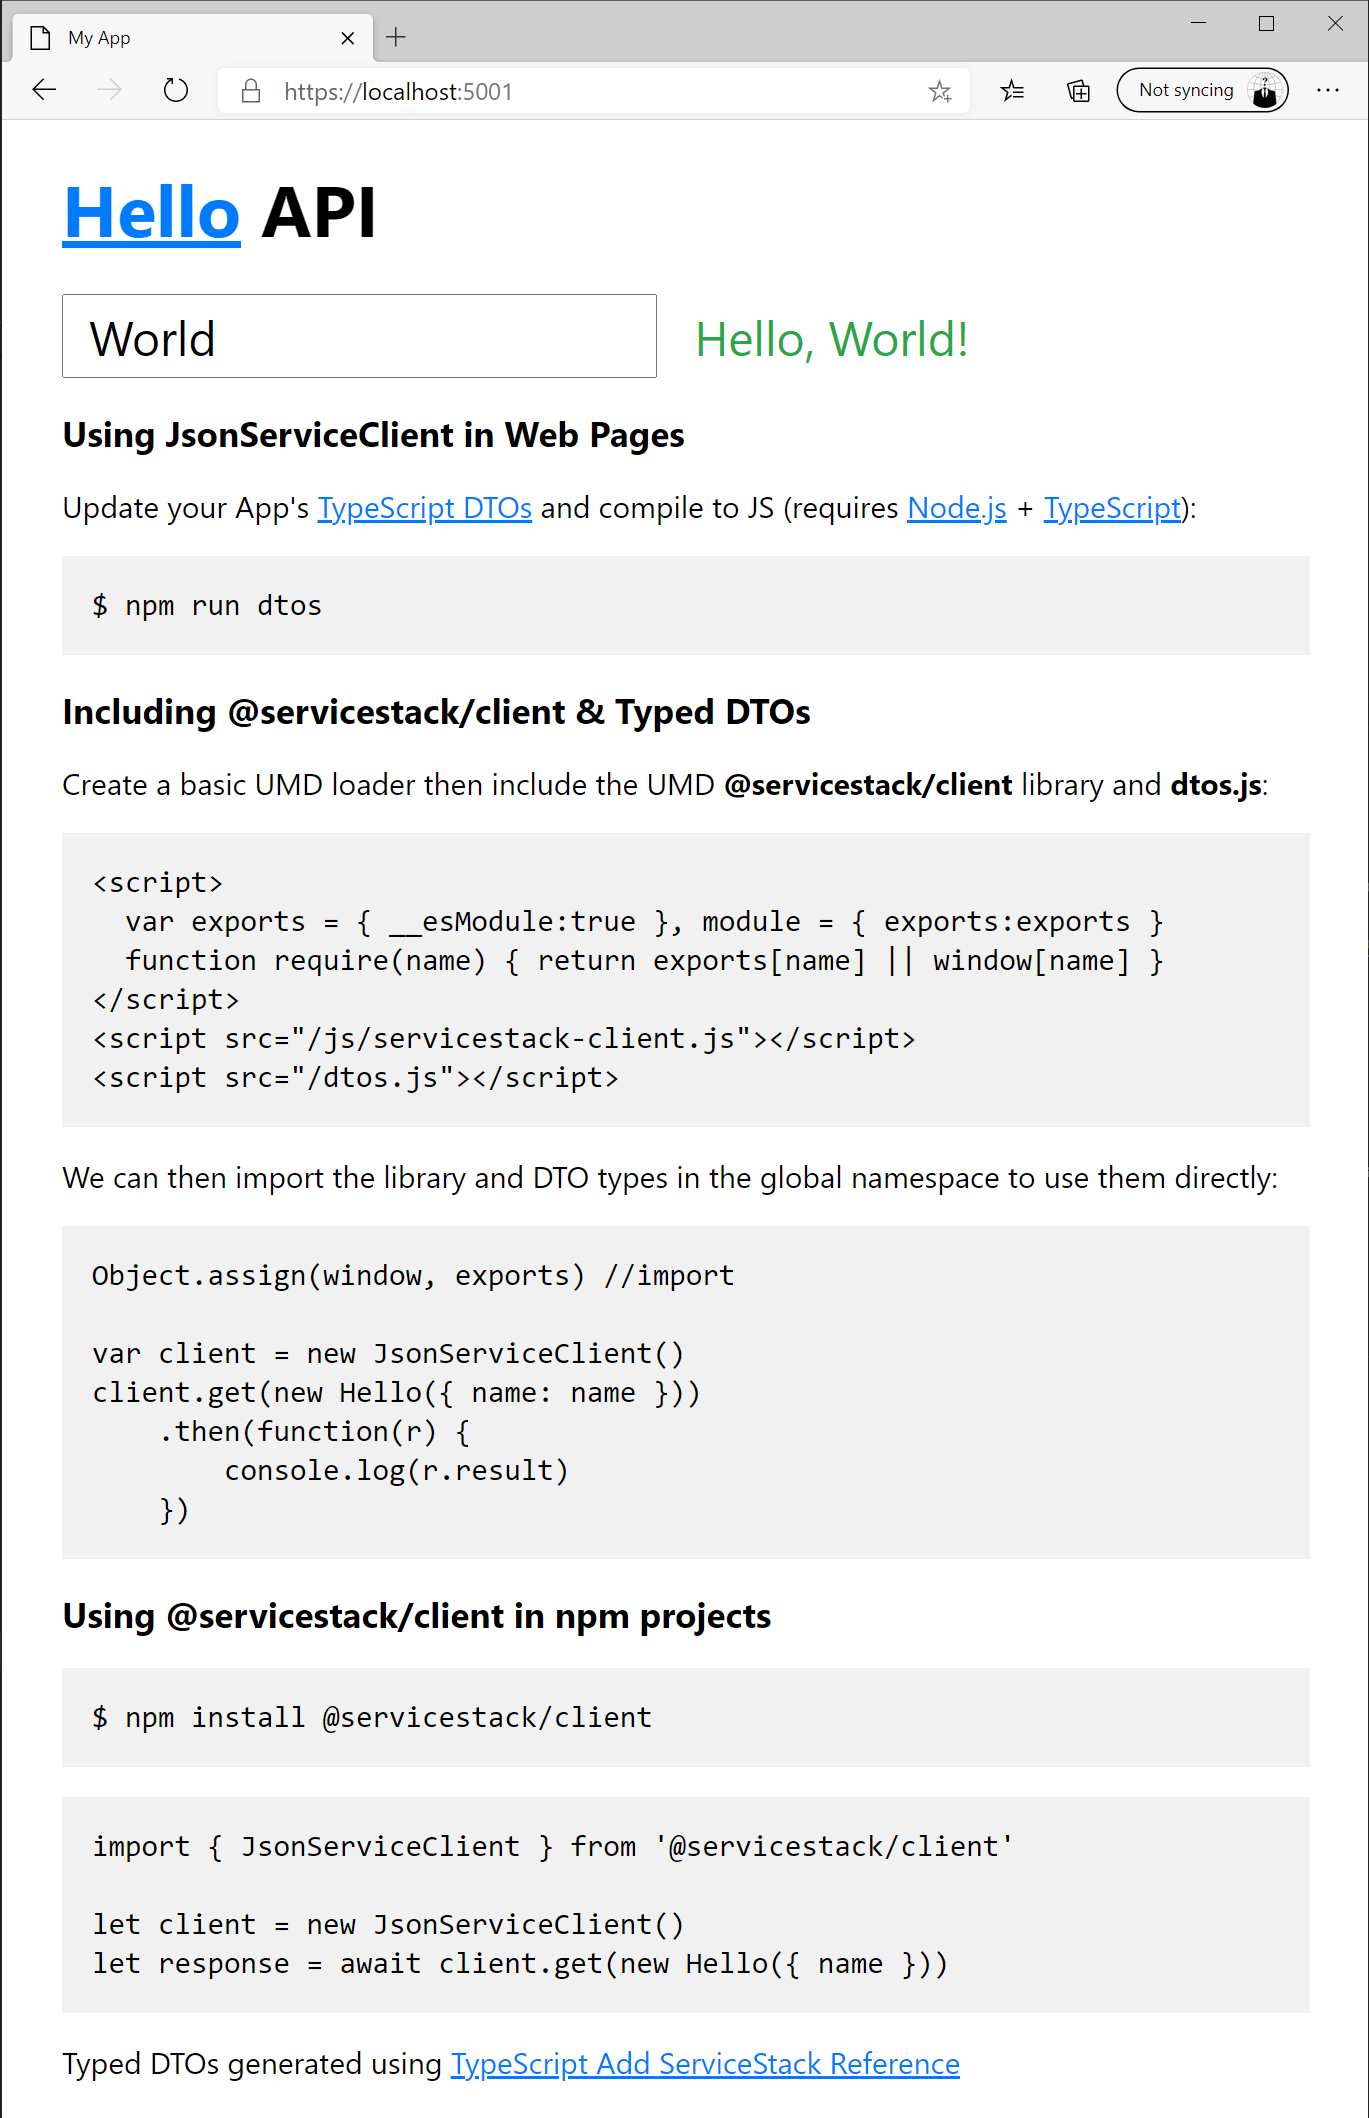 My App
https://localhost:5001
Not syncing
Hello API
World
Hello, World!
Using JsonServiceClient in Web Pages
Update your App's TypeScript DTOs and compile to JS (requires Node.js + TypeScript):
$ npm run dtos
Including @servicestack/client & Typed DTOs
Create a basic UMD loader then include the UMD @servicestack/client library and dtos.js:
<script>
  var exports = { __esModule:true }, module = { exports:exports }
  function require(name) { return exports[name] || window[name] }
</script>
<script src="/js/servicestack-client.js"></script>
<script src="/dtos.js"></script>
We can then import the library and DTO types in the global namespace to use them directly:
Object.assign(window, exports) //import
var client = new JsonServiceClient()
client.get(new Hello({ name: name }))
    .then(function(r) {
        console.log(r.result)
    })
Using @servicestack/client in npm projects
$ npm install @servicestack/client
import { JsonServiceClient } from '@servicestack/client'
let client = new JsonServiceClient()
let response = await client.get(new Hello({ name }))
Typed DTOs generated using TypeScript Add ServiceStack Reference